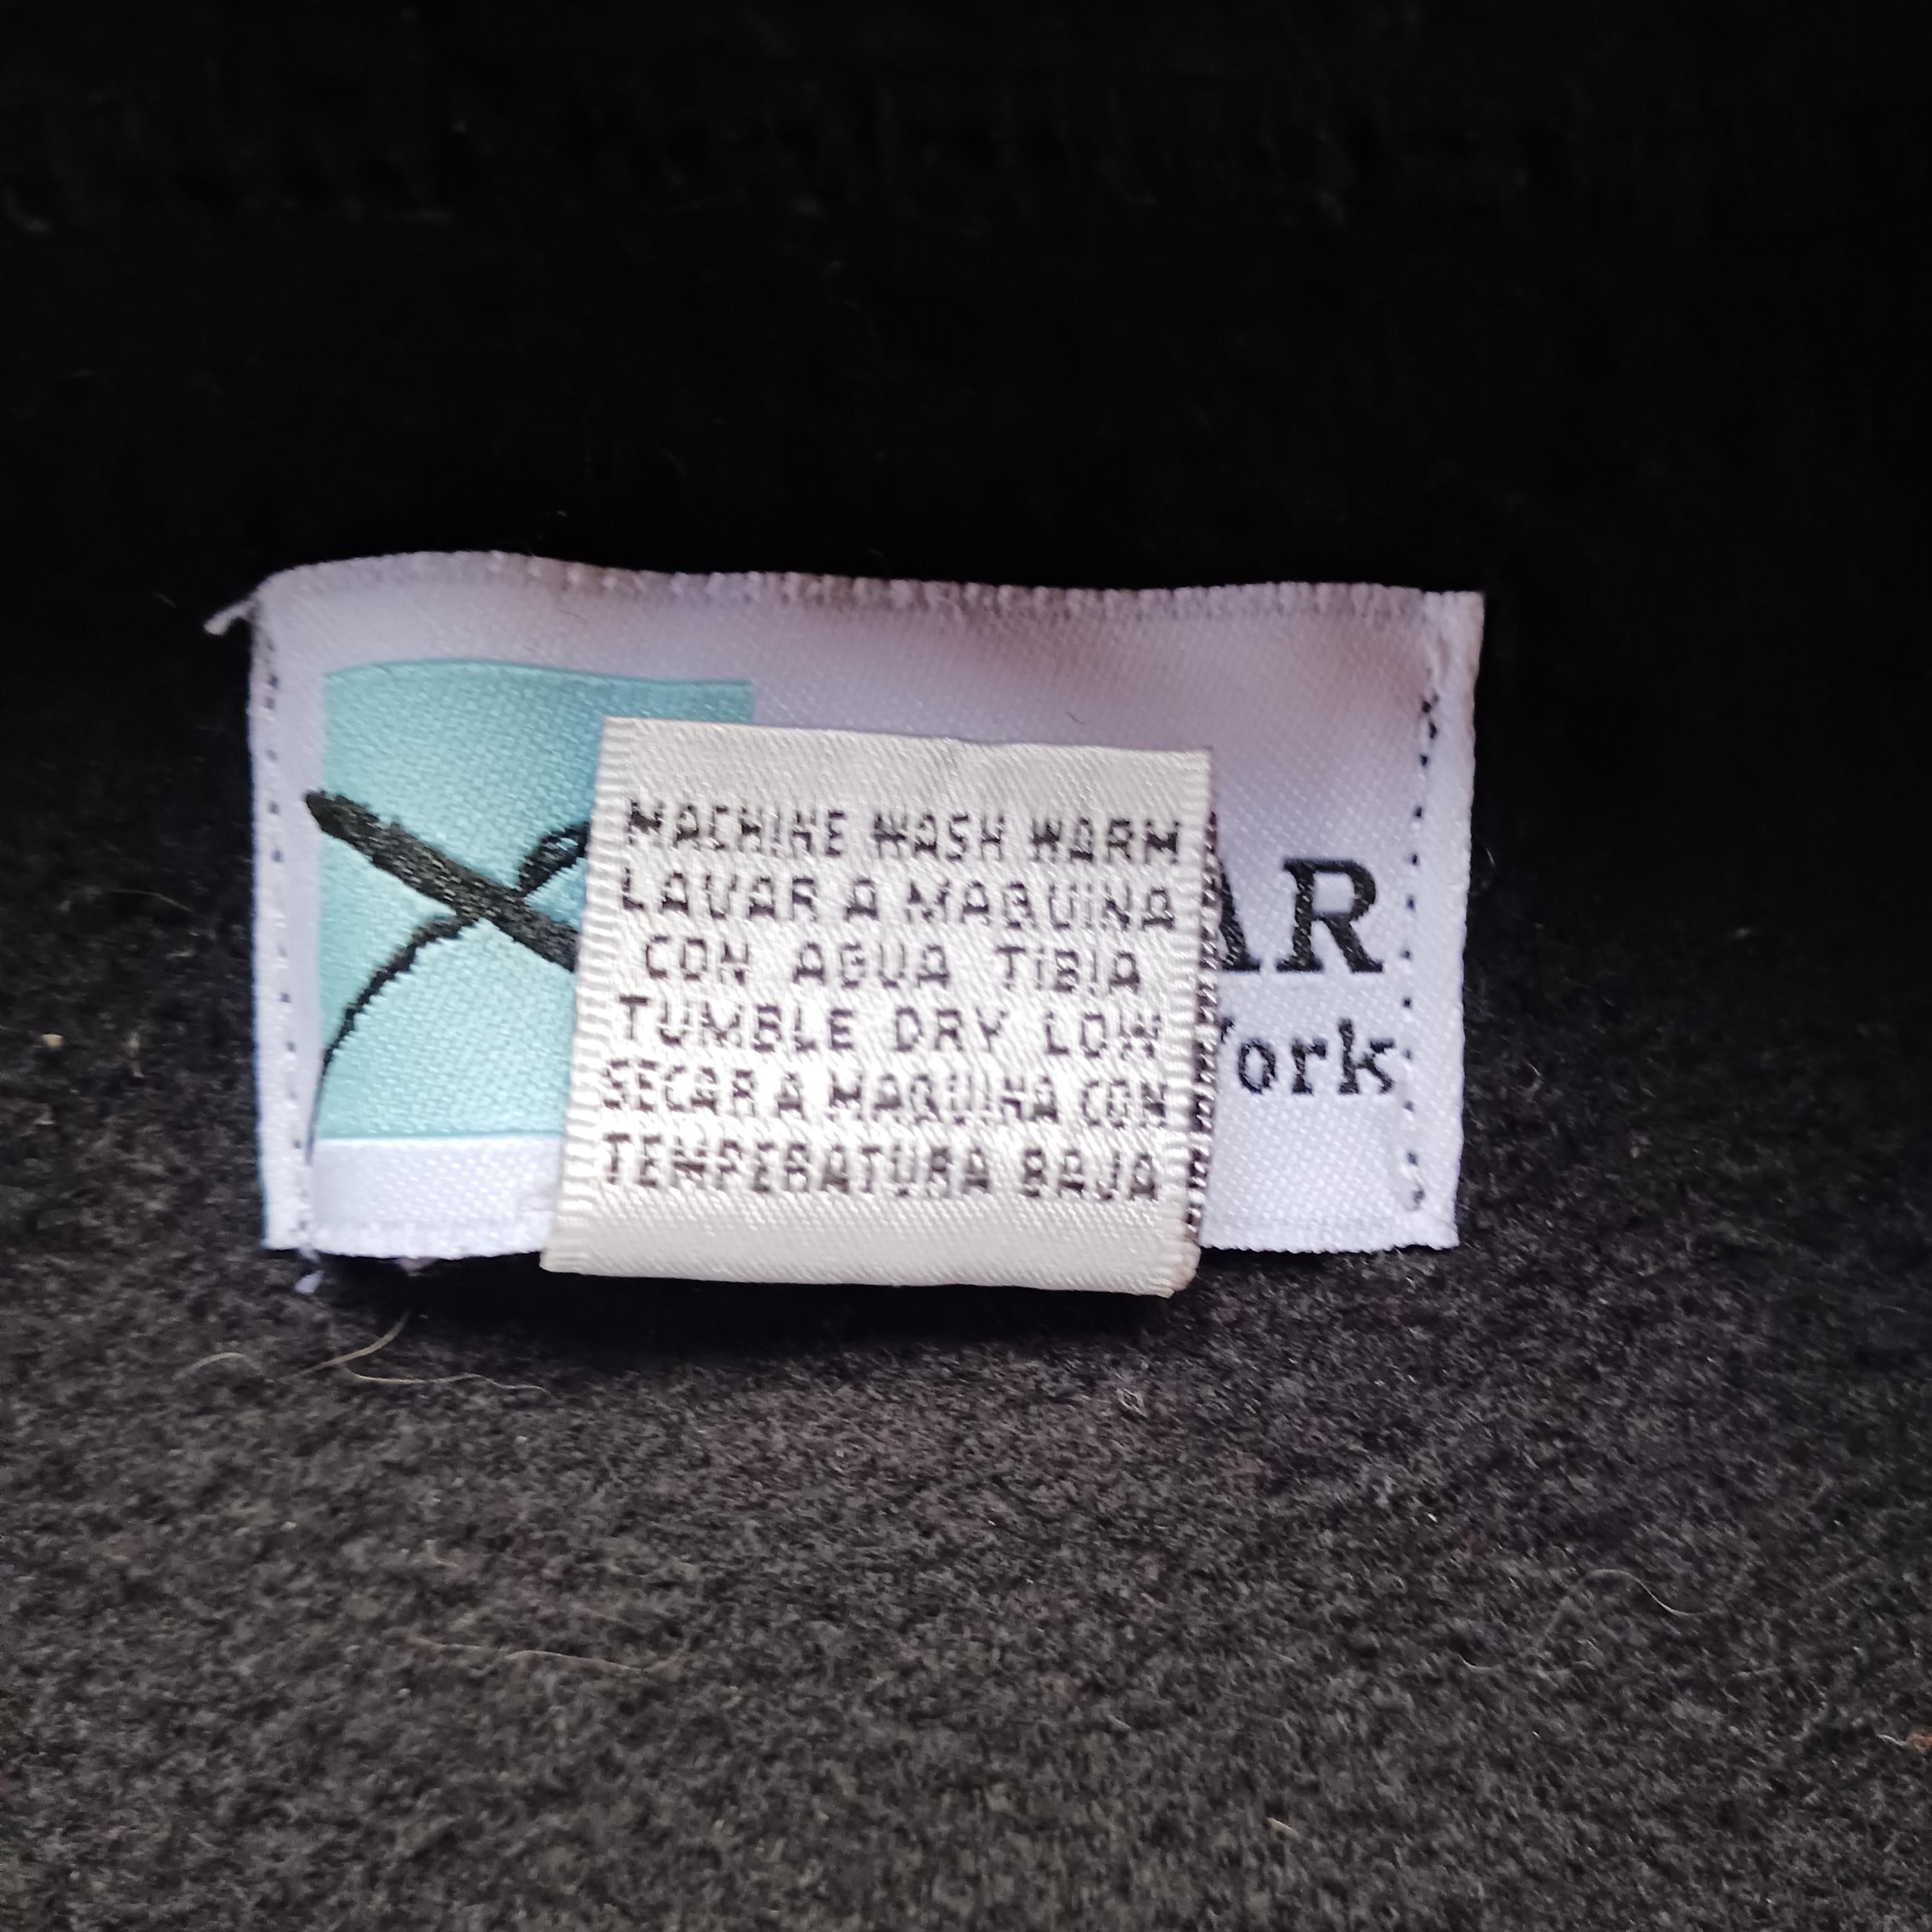 MACHINE WASH WARM
LAVAR A MAQUINA
CON AGUA TIBIA
TUMBLE DRY LOW
SECAR A MAQUINA CON
TEMPERATURA BAJA
AR
York